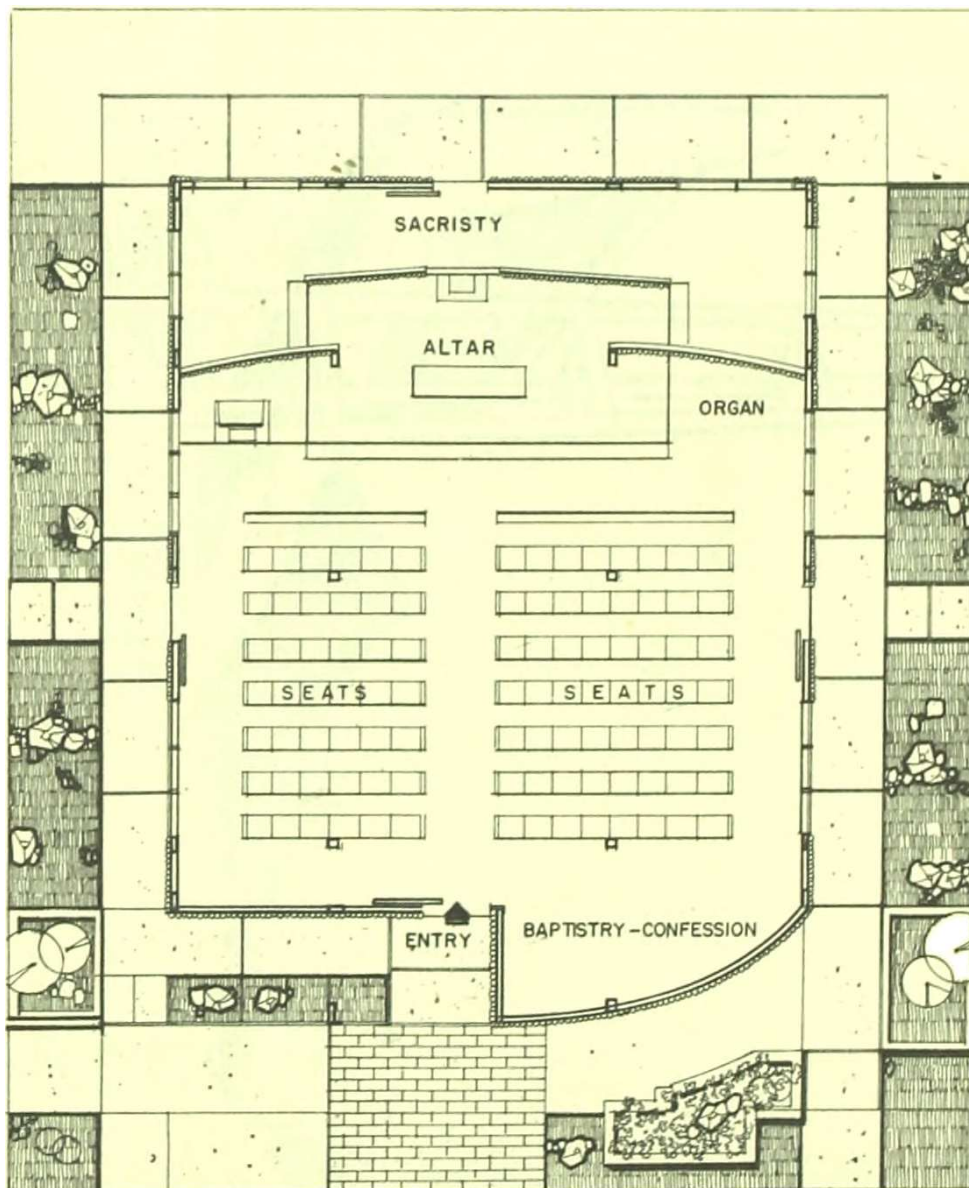 SACRISTY
ALTAR
ORGAN
SEATS
SEATS
ENTRY
BAPTISTRY-CONFESSION